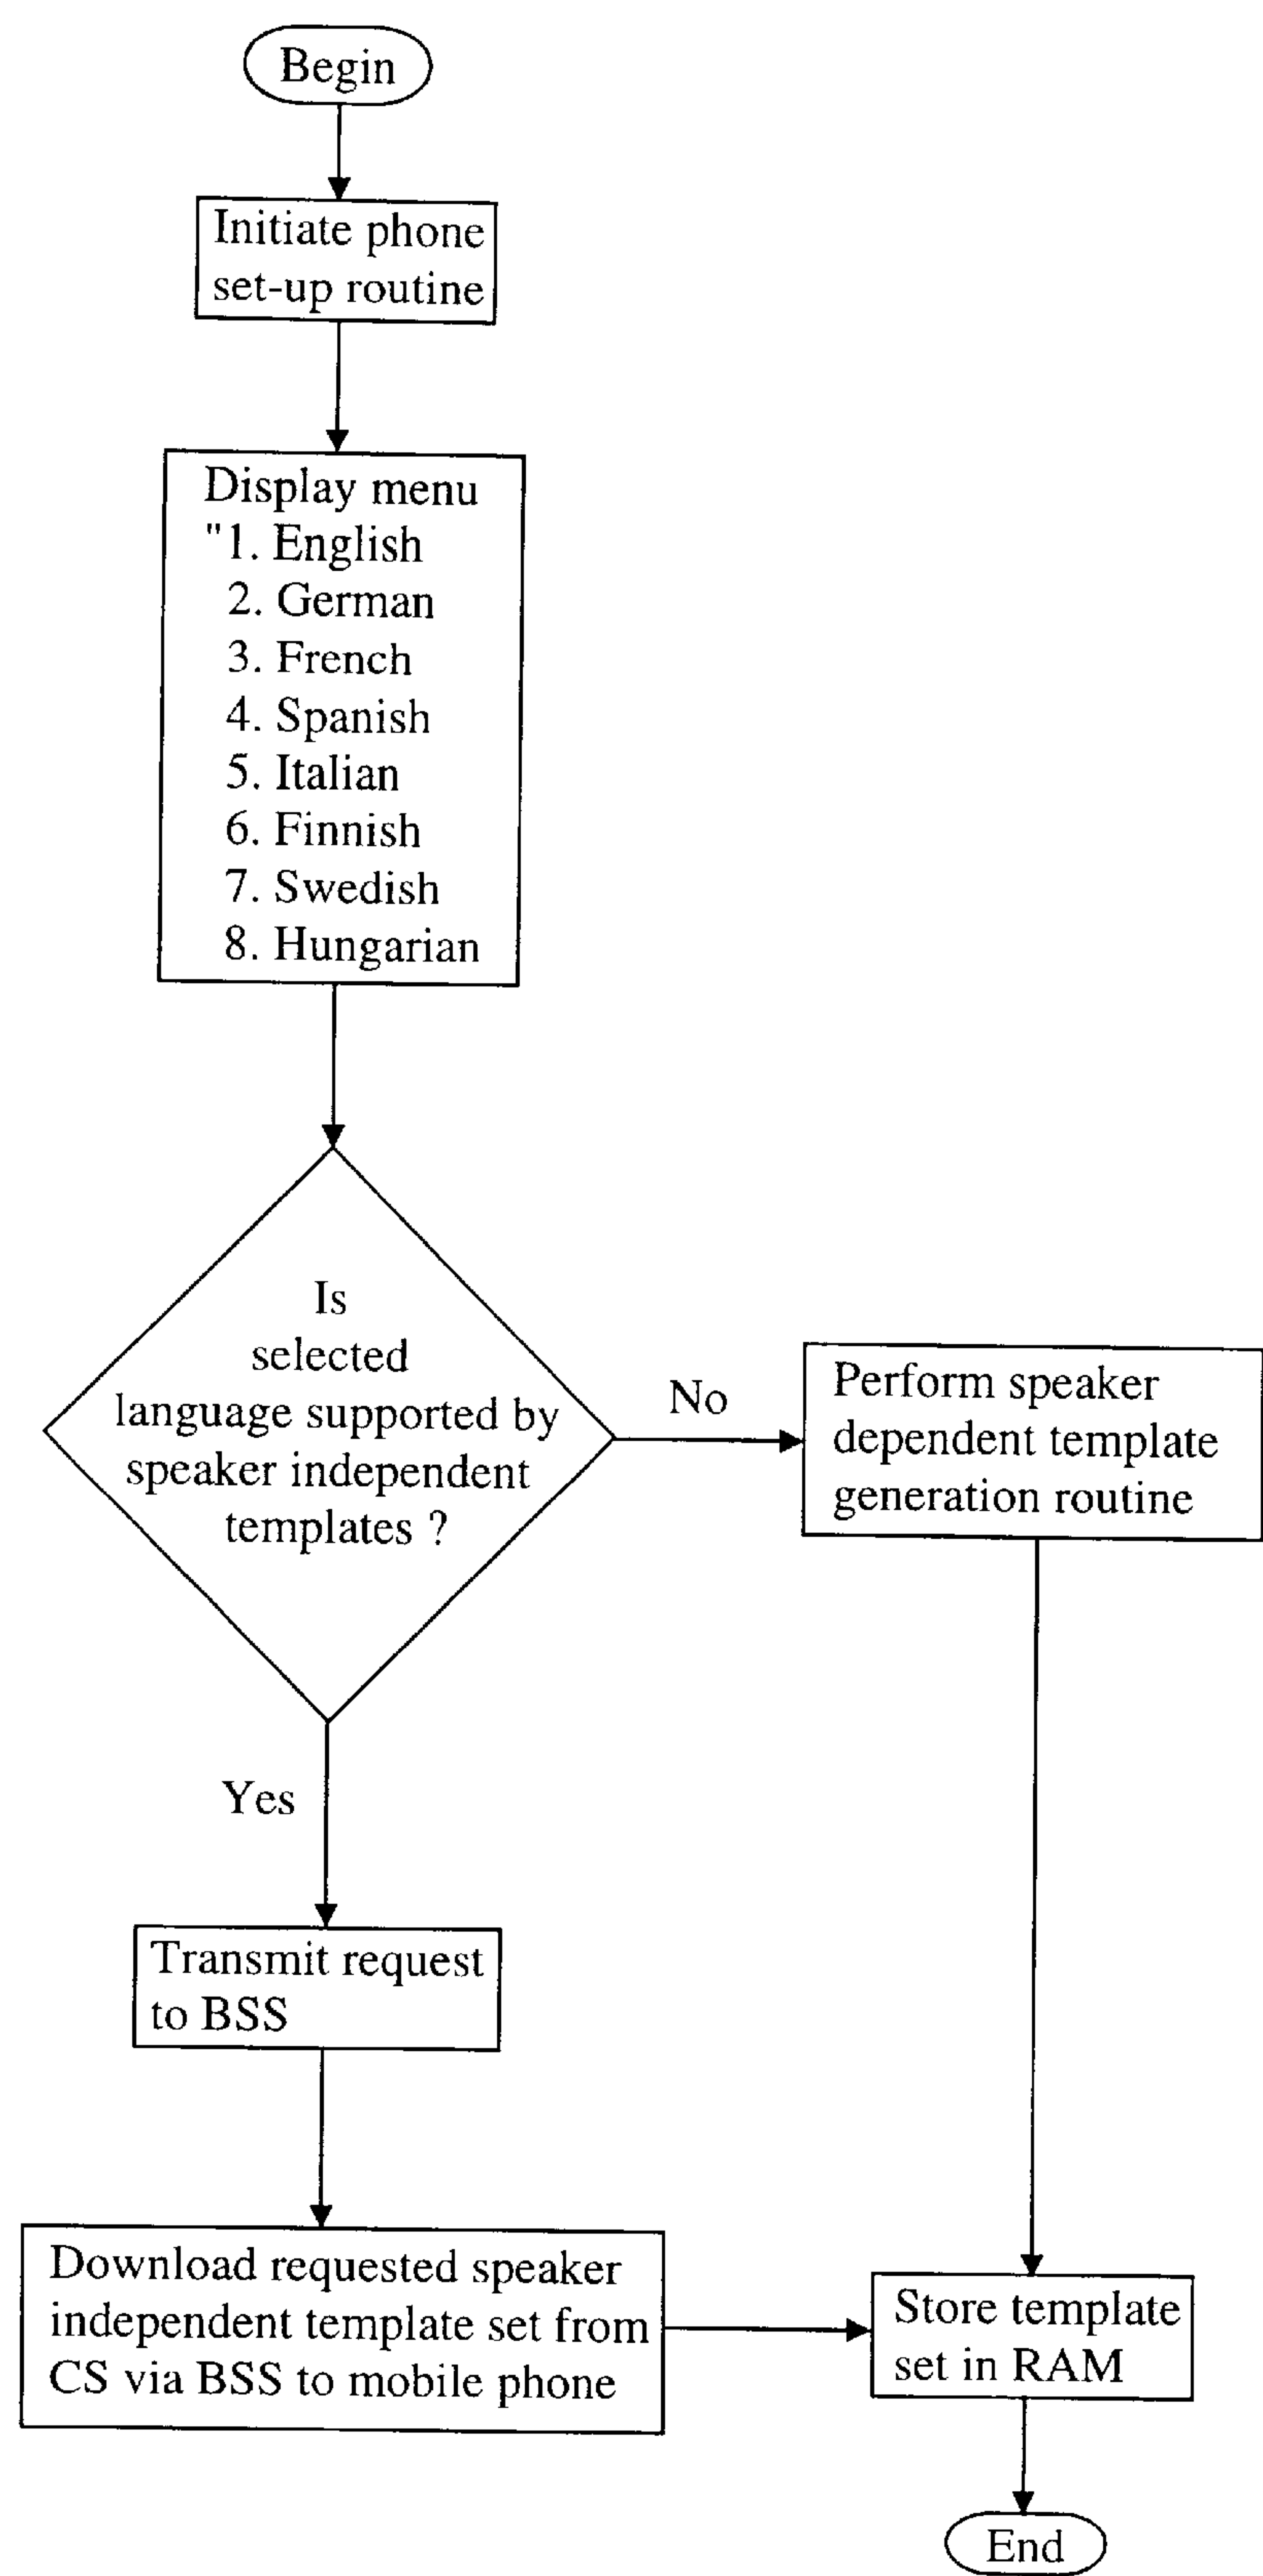 Begin
Initiate phone
set-up routine
Display menu
"1. English
2. German
3. French
4. Spanish
5. Italian
6. Finnish
7. Swedish
8. Hungarian
Is
selected
language supported by
speaker independent
templates ?
No
Perform speaker
dependent template
generation routine
Yes
Transmit request
to BSS
Download requested speaker
independent template set from
CS via BSS to mobile phone
Store template
set in RAM
End